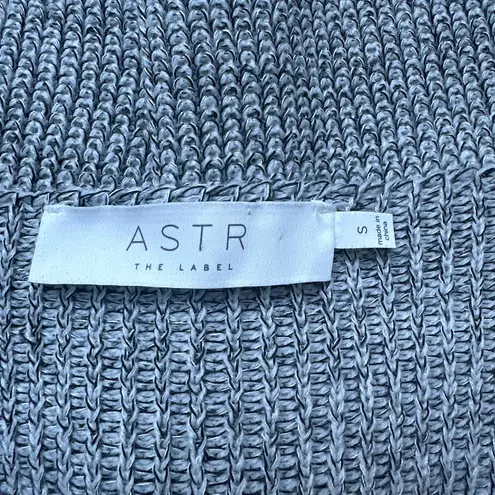 ASTR
THE LABEL
S
made in
china